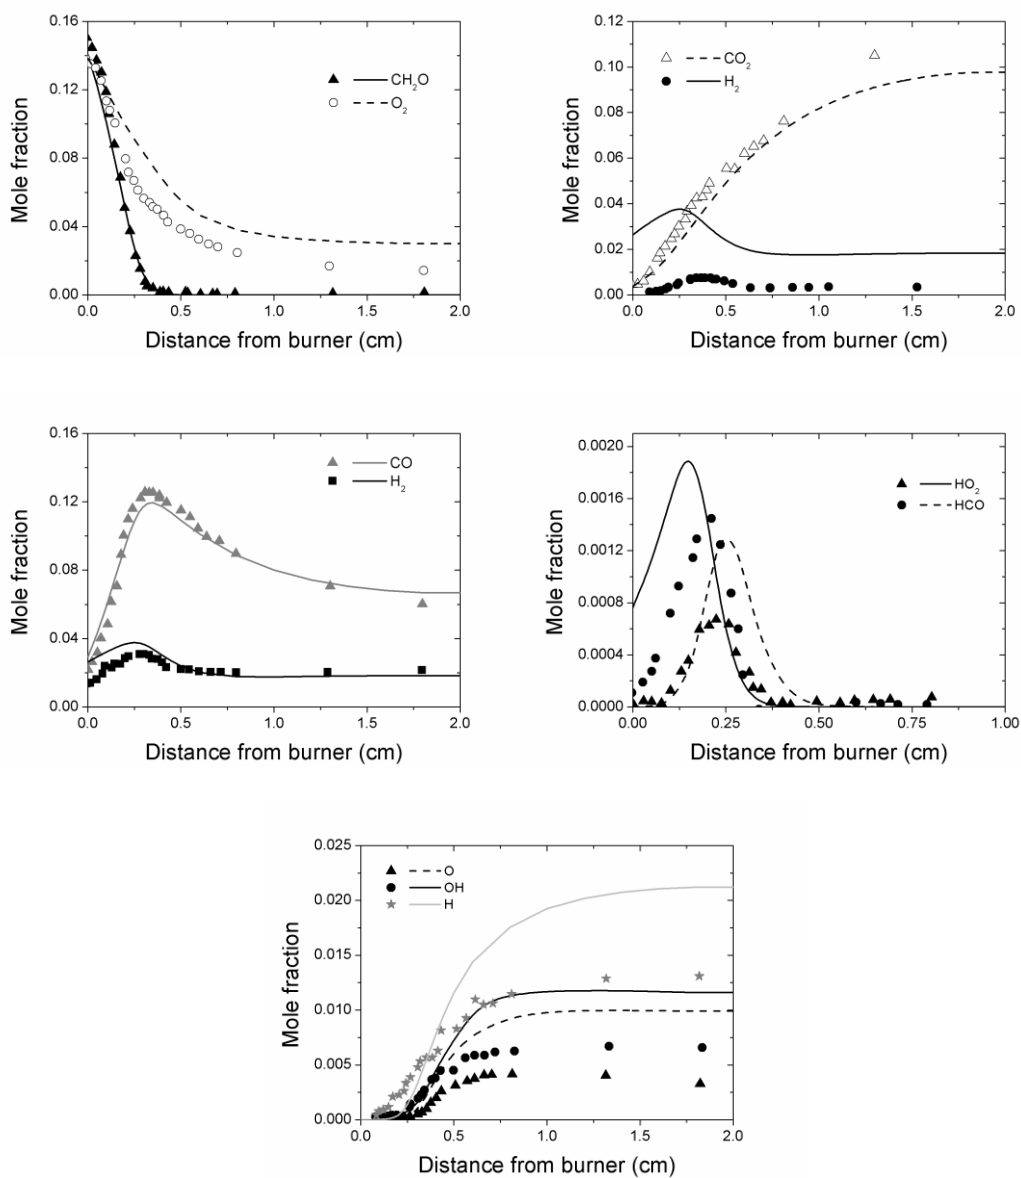 0.16
0.12
0.08
0.04
0.00
Mole fraction
CH2O
O2
0.0 0.5 1.0 1.5 2.0
Distance from burner (cm)
0.12
0.10
0.08
0.06
0.04
0.02
0.00
Mole fraction
CO2
H2
0.0 0.5 1.0 1.5 2.0
Distance from burner (cm)
0.16
0.12
0.08
0.04
0.00
Mole fraction
CO
H2
0.0 0.5 1.0 1.5 2.0
Distance from burner (cm)
0.0020
0.0016
0.0012
0.0008
0.0004
0.0000
Mole fraction
HO2
HCO
0.00 0.25 0.50 0.75 1.00
Distance from burner (cm)
0.025
0.020
0.015
0.010
0.005
0.000
Mole fraction
O
OH
H
0.0 0.5 1.0 1.5 2.0
Distance from burner (cm)